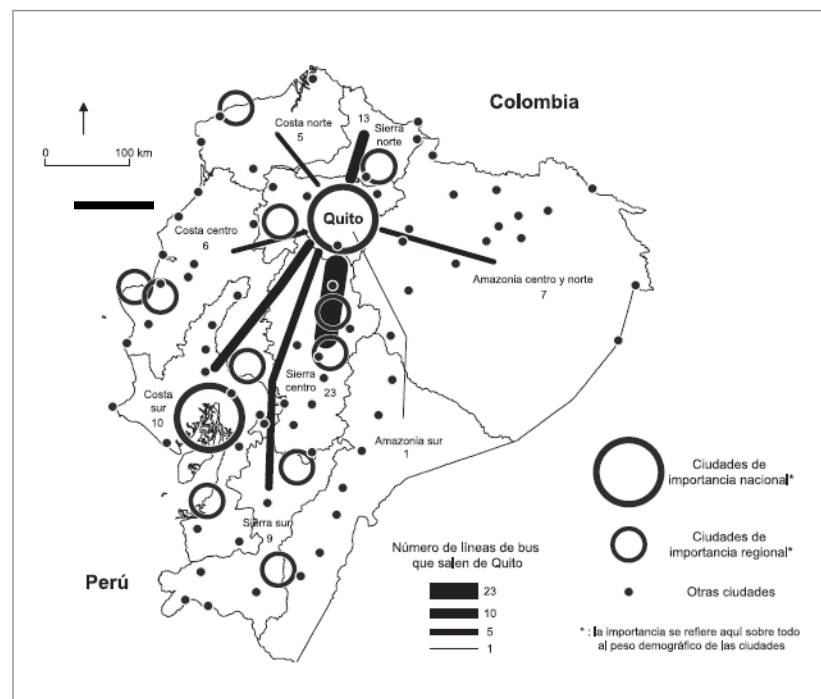 Colombia
0 100 km
Costa norte
5
13
Sierra
norte
Quito
Costa centro
6
Amazonia centro y norte
7
Sierra
centro
23
Costa
sur
10
Amazonia sur
1
Sierra sur
9
Perú
Ciudades de
importancia nacional*
Ciudades de
importancia regional*
Otras ciudades
* : la importancia se refiere aquí sobre todo
al peso demográfico de las ciudades
Número de líneas de bus
que salen de Quito
23
10
5
1